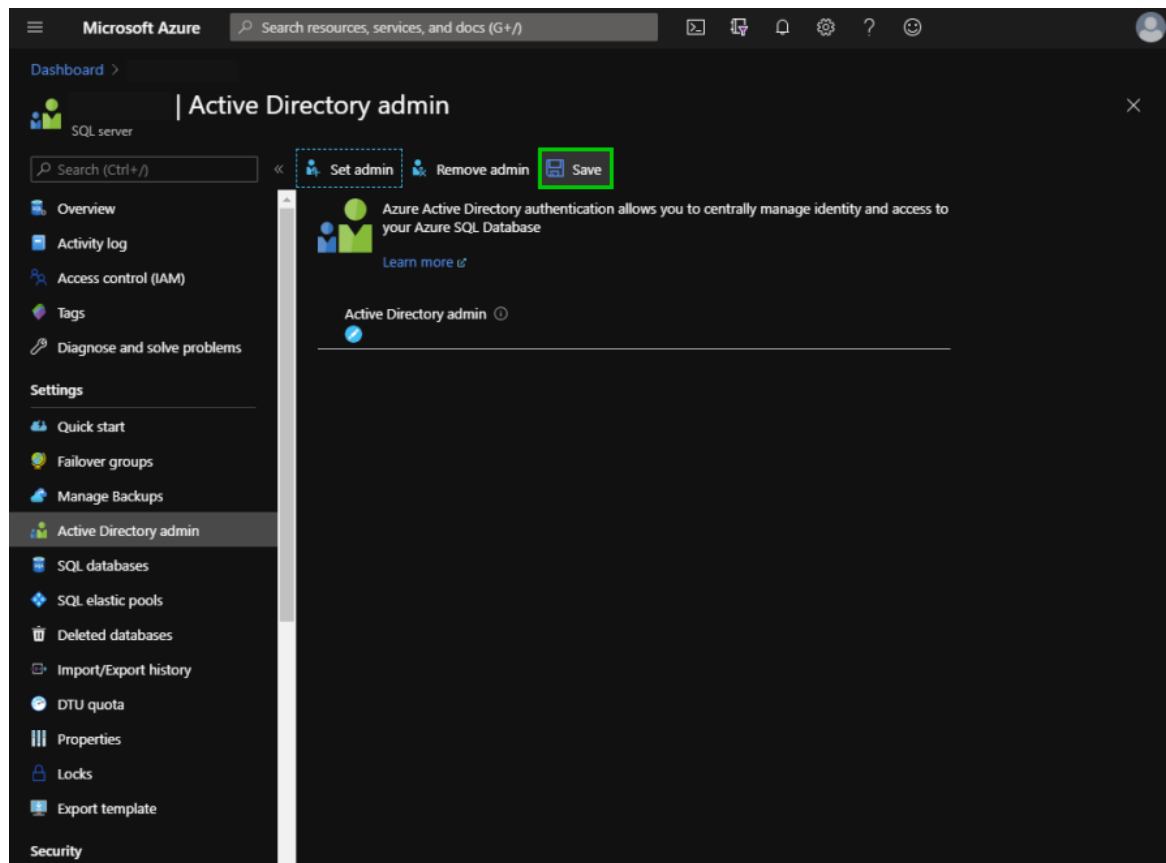 Microsoft Azure
Search resources, services, and docs (G+/)
Dashboard >
| Active Directory admin
SQL server
Search (Ctrl+/)
«
Set admin
Remove admin
Save
Overview
Activity log
Access control (IAM)
Tags
Diagnose and solve problems
Settings
Quick start
Failover groups
Manage Backups
Active Directory admin
SQL databases
SQL elastic pools
Deleted databases
Import/Export history
DTU quota
Properties
Locks
Export template
Security
Azure Active Directory authentication allows you to centrally manage identity and access to
your Azure SQL Database
Learn more
Active Directory admin